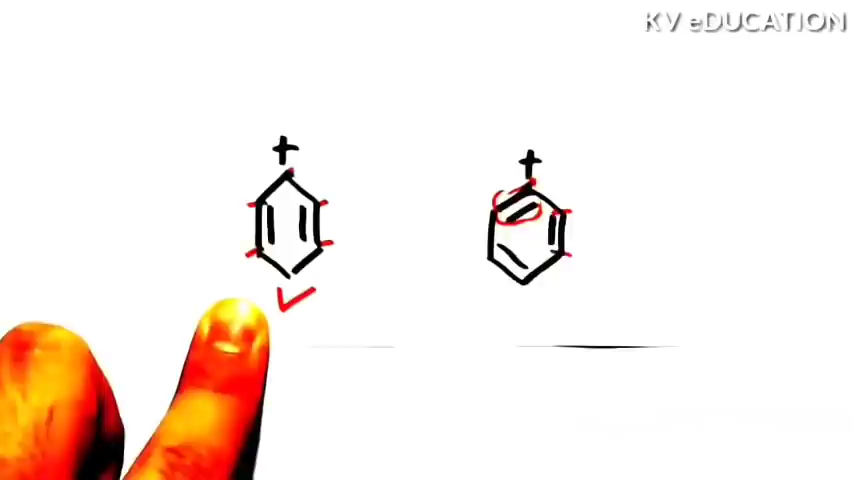 KV eDUCATION
+ +